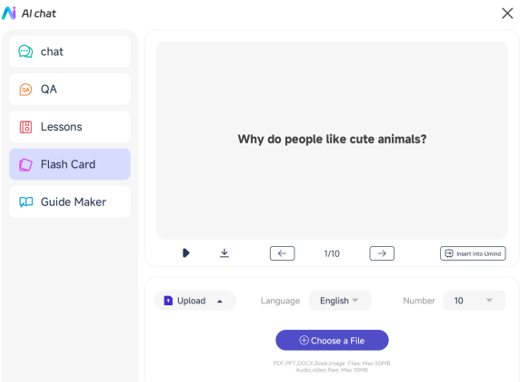 AI chat
chat
QA
Lessons
Flash Card
Guide Maker
Why do people like cute animals?
1/10
Insert into Umind
Upload
Language
English
Number
10
Choose a File
PDF,PPT,DOCX,Book,Image Files: Max 50MB
Audio,video files: Max 10MB